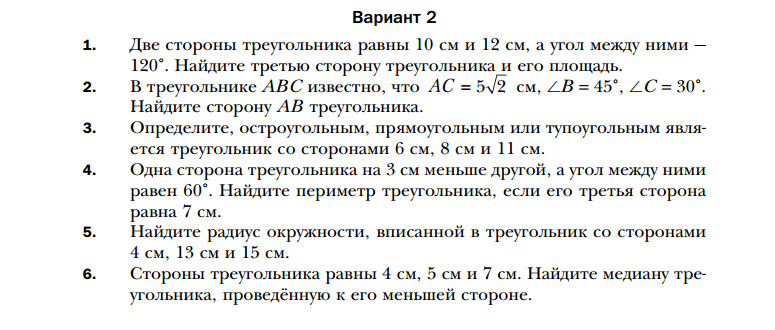 Вариант 2
1. Две стороны треугольника равны 10 см и 12 см, а угол между ними —
120°. Найдите третью сторону треугольника и его площадь.
2. В треугольнике ABC известно, что AC = 5√2 см, ∠B = 45°, ∠C = 30°.
Найдите сторону AB треугольника.
3. Определите, остроугольным, прямоугольным или тупоугольным явля-
ется треугольник со сторонами 6 см, 8 см и 11 см.
4. Одна сторона треугольника на 3 см меньше другой, а угол между ними
равен 60°. Найдите периметр треугольника, если его третья сторона
равна 7 см.
5. Найдите радиус окружности, вписанной в треугольник со сторонами
4 см, 13 см и 15 см.
6. Стороны треугольника равны 4 см, 5 см и 7 см. Найдите медиану тре-
угольника, проведённую к его меньшей стороне.